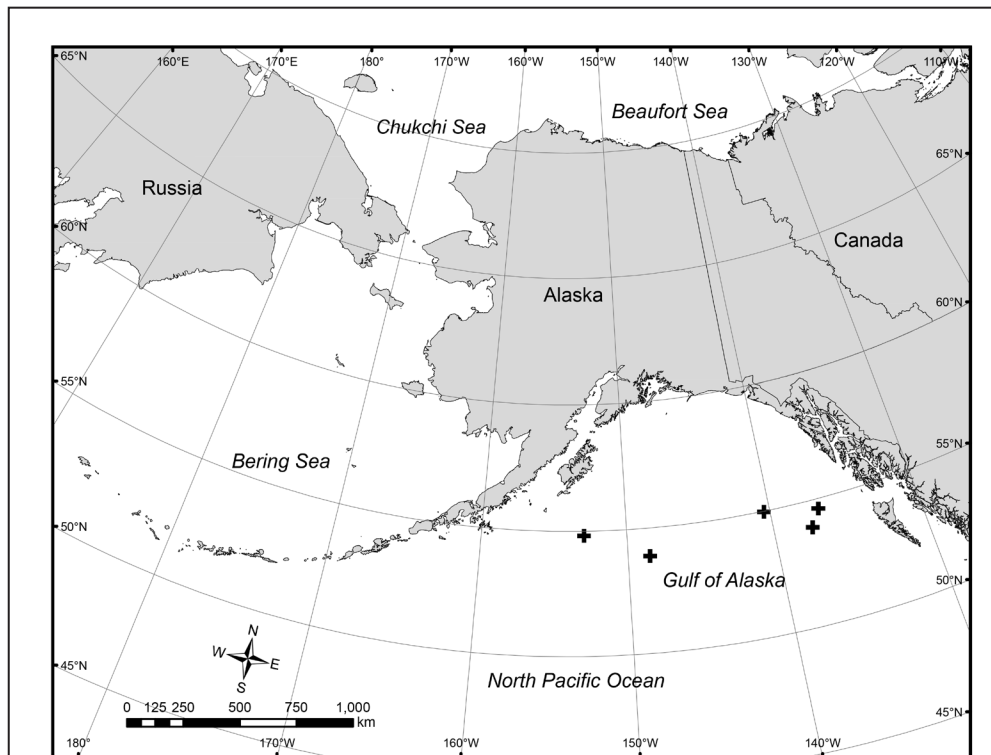 65°N 160°E 170°E 180° 170°W 160°W 150°W 140°W 130°W 120°W 110°W
Beaufort Sea
Chukchi Sea
65°N
Russia
60°N
Canada
Alaska
60°N
55°N
55°N
Bering Sea
50°N
Gulf of Alaska
50°N
N
W E
S
45°N
North Pacific Ocean
0 125 250 500 750 1,000
km
45°N
180° 170°W 160°W 150°W 140°W